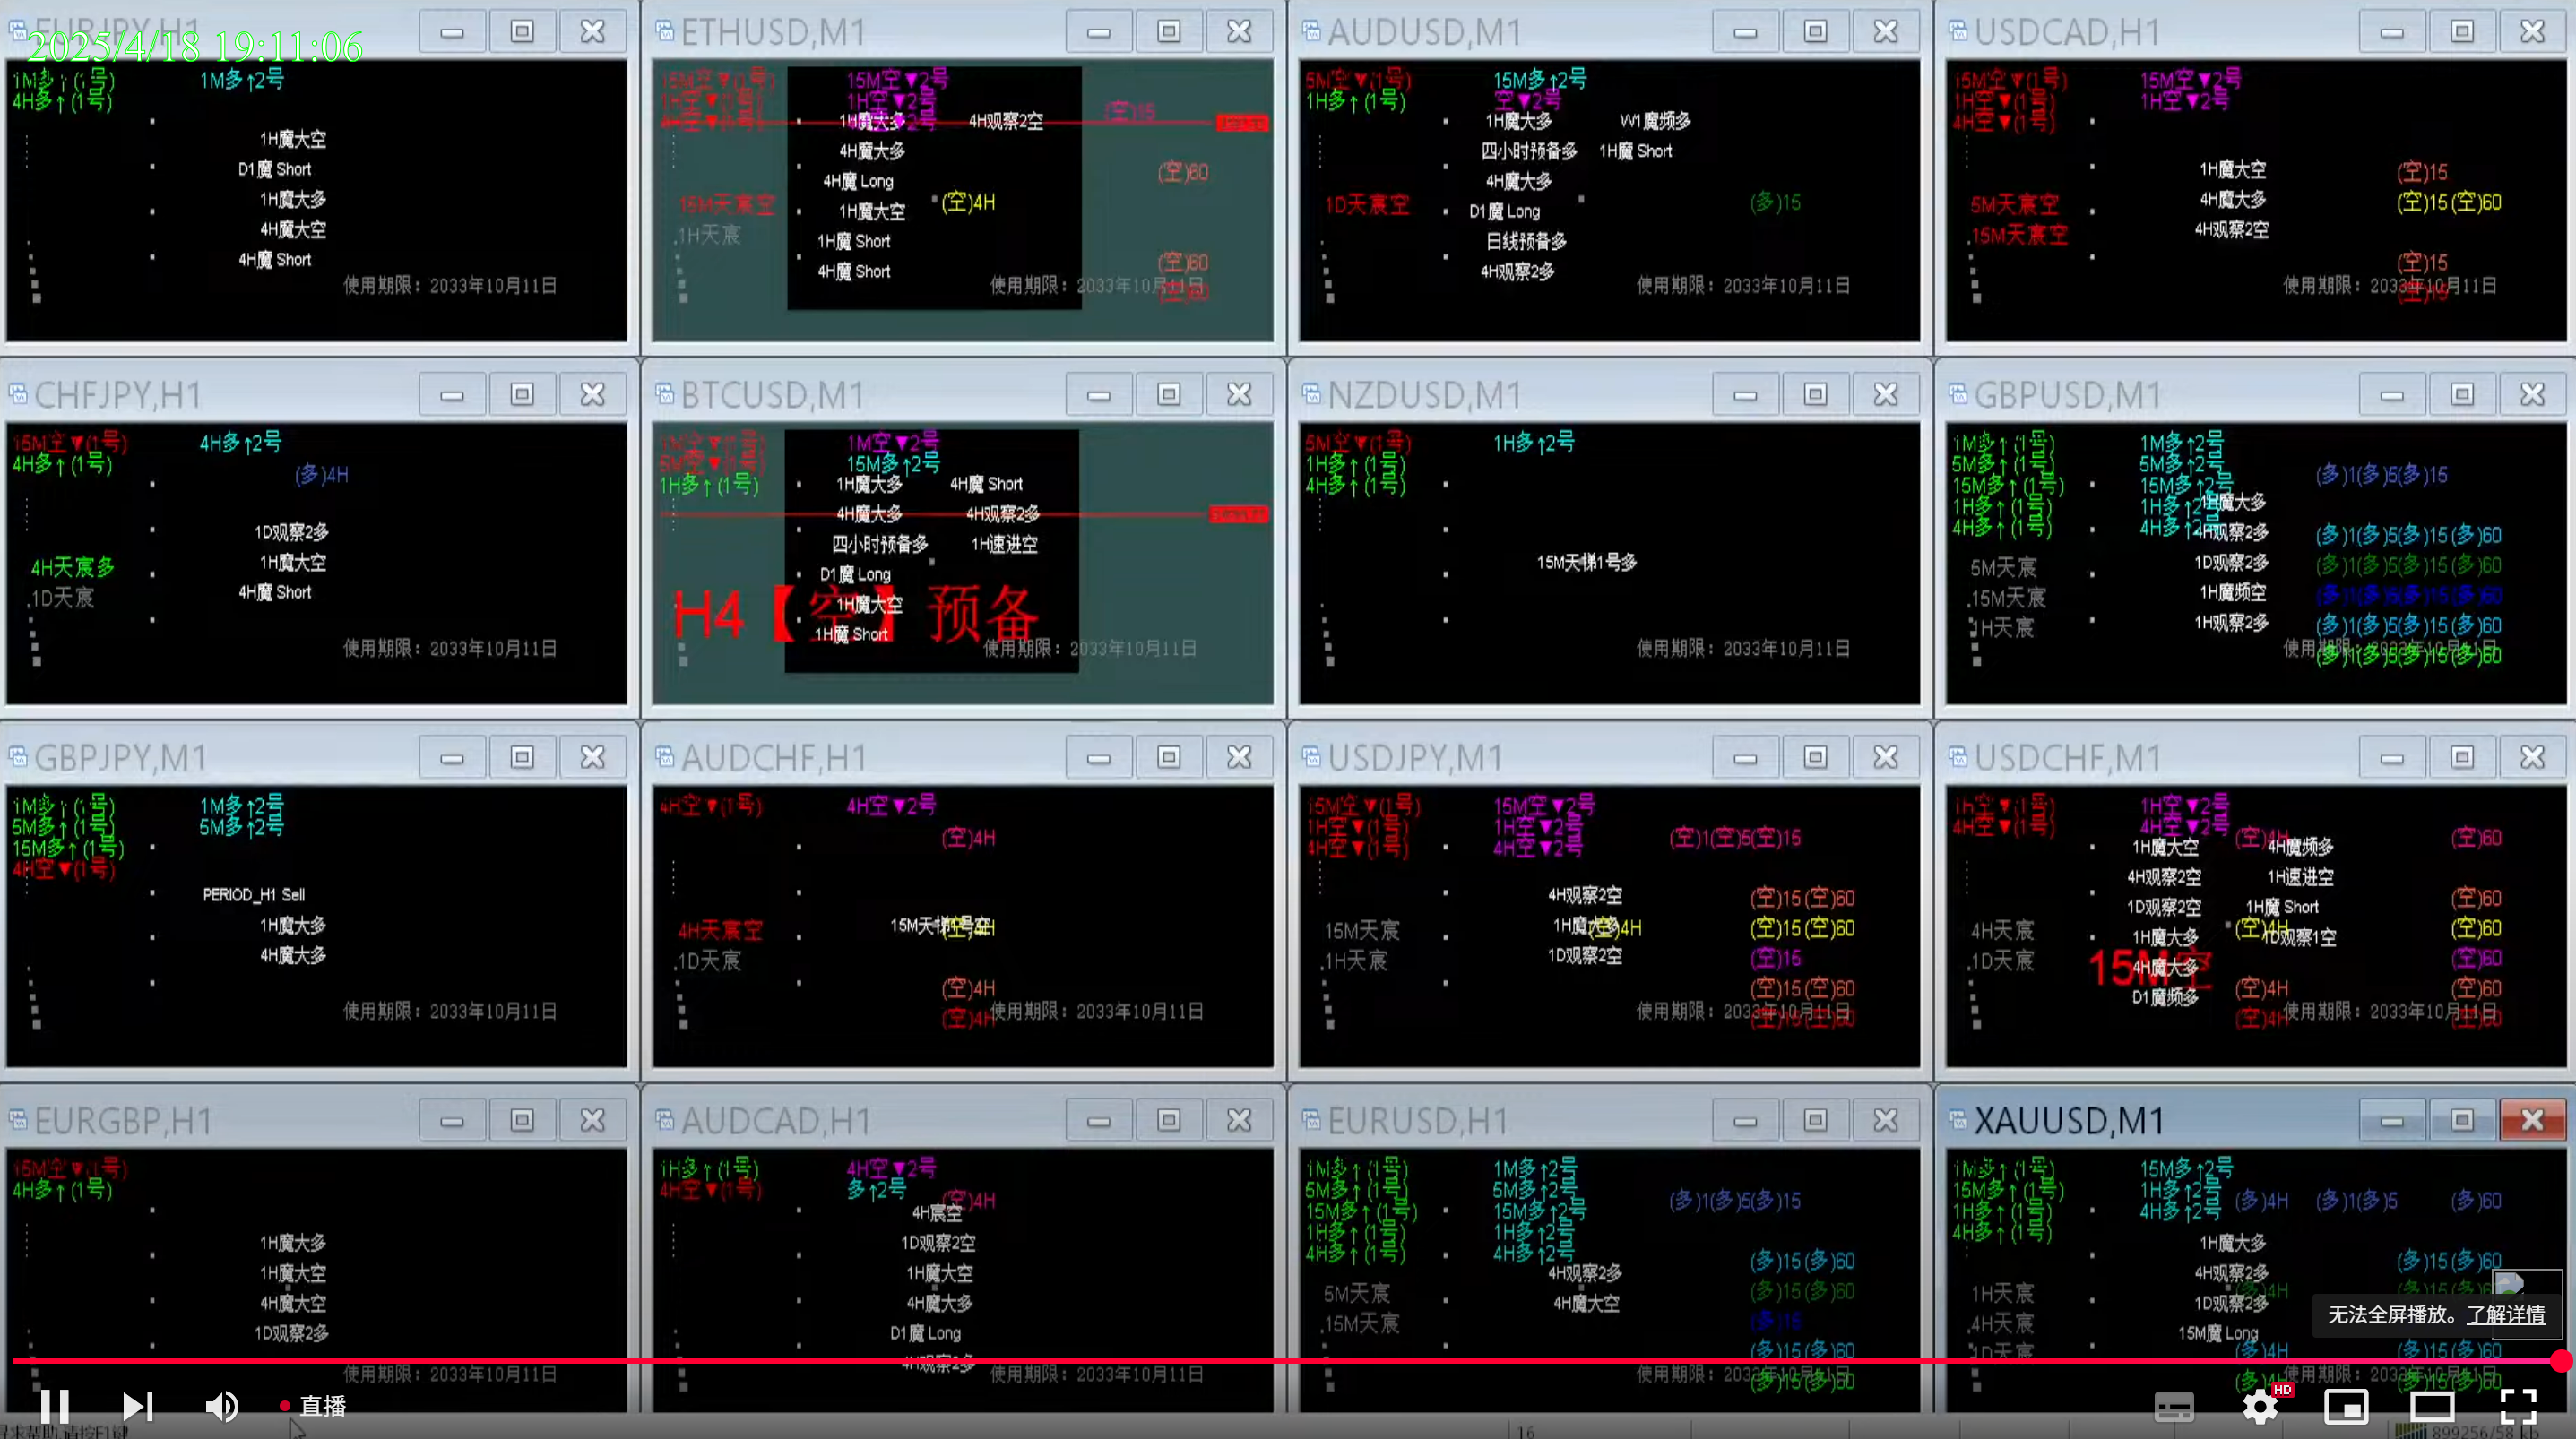 EURJPY,H1
2025/4/18 19:11:06
1M多↑(1号)
4H多↑(1号)
1M多↑2号
1H魔大空
D1魔 Short
1H魔大多
4H魔大空
4H魔 Short
使用期限：2033年10月11日
ETHUSD,M1
15M空▼(1号)
1H空▼(1号)
4H空▼(1号)
15M空▼2号
1H空▼2号
4H空▼2号
(空)15
1H魔大多
4H观察2空
4H魔大多
(空)60
4H魔 Long
15M天宸空
1H魔大空
(空)4H
.1H天宸
1H魔 Short
(空)60
4H魔 Short
(空)60
使用期限：2033年10月11日
AUDUSD,M1
5M空▼(1号)
1H多↑(1号)
15M多↑2号
空▼2号
1H魔大多
W1魔频多
四小时预备多
1H魔 Short
4H魔大多
1D天宸空
D1魔 Long
(多)15
日线预备多
4H观察2多
使用期限：2033年10月11日
USDCAD,H1
15M空▼(1号)
1H空▼(1号)
4H空▼(1号)
15M空▼2号
1H空▼2号
1H魔大空
(空)15
4H魔大多
(空)15(空)60
5M天宸空
4H观察2空
15M天宸空
(空)15
(空)15
使用期限：2033年10月11日
CHFJPY,H1
15M空▼(1号)
4H多↑(1号)
4H多↑2号
(多)4H
1D观察2多
4H天宸多
1H魔大空
.1D天宸
4H魔 Short
使用期限：2033年10月11日
BTCUSD,M1
1M空▼(1号)
5M空▼(1号)
1H多↑(1号)
1M空▼2号
15M多↑2号
1H魔大多
4H魔 Short
4H魔大多
4H观察2多
四小时预备多
1H速进空
D1魔 Long
H4【空】预备
1H魔大空
1H魔 Short
使用期限：2033年10月11日
NZDUSD,M1
5M空▼(1号)
1H多↑(1号)
4H多↑(1号)
1H多↑2号
15M天梯1号多
使用期限：2033年10月11日
GBPUSD,M1
1M多↑(1号)
5M多↑(1号)
15M多↑(1号)
1H多↑(1号)
4H多↑(1号)
1M多↑2号
5M多↑2号
15M多↑2号
1H多↑2号
4H多↑2号
(多)1(多)5(多)15
1H魔大多
4H观察2多
(多)1(多)5(多)15(多)60
5M天宸
1D观察2多
(多)1(多)5(多)15(多)60
.15M天宸
1H魔频空
(多)1(多)5(多)15(多)60
1H天宸
1H观察2多
(多)1(多)5(多)15(多)60
(多)1(多)5(多)15(多)60
GBPJPY,M1
1M多↑(1号)
5M多↑(1号)
15M多↑(1号)
4H空▼(1号)
1M多↑2号
5M多↑2号
PERIOD_H1 Sell
1H魔大多
4H魔大多
使用期限：2033年10月11日
AUDCHF,H1
4H空▼(1号)
4H空▼2号
(空)4H
4H天宸空
15M天梯1号空
(空)4H
.1D天宸
(空)4H
(空)4H
使用期限：2033年10月11日
USDJPY,M1
15M空▼(1号)
1H空▼(1号)
4H空▼(1号)
15M空▼2号
1H空▼2号
4H空▼2号
(空)1(空)5(空)15
4H观察2空
(空)15(空)60
15M天宸
1H魔大多
(空)4H
(空)15(空)60
.1H天宸
1D观察2空
(空)15
(空)15(空)60
(空)15(空)60
使用期限：2033年10月11日
USDCHF,M1
1H空▼(1号)
4H空▼(1号)
1H空▼2号
4H空▼2号
(空)4H
(空)60
1H魔大空
4H魔频多
4H观察2空
1H速进空
1D观察2空
1H魔 Short
(空)60
4H天宸
1H魔大多
(空)4H
1D观察1空
(空)60
.1D天宸
15M空
4H魔大多
(空)60
D1魔频多
(空)4H
(空)60
(空)4H
(空)60
使用期限：2033年10月11日
EURGBP,H1
15M空▼(1号)
4H多↑(1号)
1H魔大多
1H魔大空
4H魔大空
1D观察2多
使用期限：2033年10月11日
AUDCAD,H1
1H多↑(1号)
4H空▼(1号)
4H空▼2号
多↑2号
(空)4H
4H宸空
1D观察2空
1H魔大空
4H魔大多
D1魔 Long
4H观察2多
使用期限：2033年10月11日
EURUSD,H1
1M多↑(1号)
5M多↑(1号)
15M多↑(1号)
1H多↑(1号)
4H多↑(1号)
1M多↑2号
5M多↑2号
15M多↑2号
1H多↑2号
4H多↑2号
(多)1(多)5(多)15
4H观察2多
(多)15(多)60
5M天宸
4H魔大空
(多)15(多)60
.15M天宸
(多)15
(多)15(多)60
(多)15(多)60
使用期限：2033年10月11日
XAUUSD,M1
1M多↑(1号)
15M多↑(1号)
1H多↑(1号)
4H多↑(1号)
15M多↑2号
1H多↑2号
4H多↑2号
(多)4H
(多)1(多)5
(多)60
1H魔大多
4H观察2多
(多)15(多)60
1H天宸
1D观察2多
(多)4H
.4H天宸
15M魔 Long
1D天宸
(多)4H
(多)15(多)60
(多)4H
使用期限：2033年10月11日
无法全屏播放。了解详情
直播
HD
16
899256/58 kb